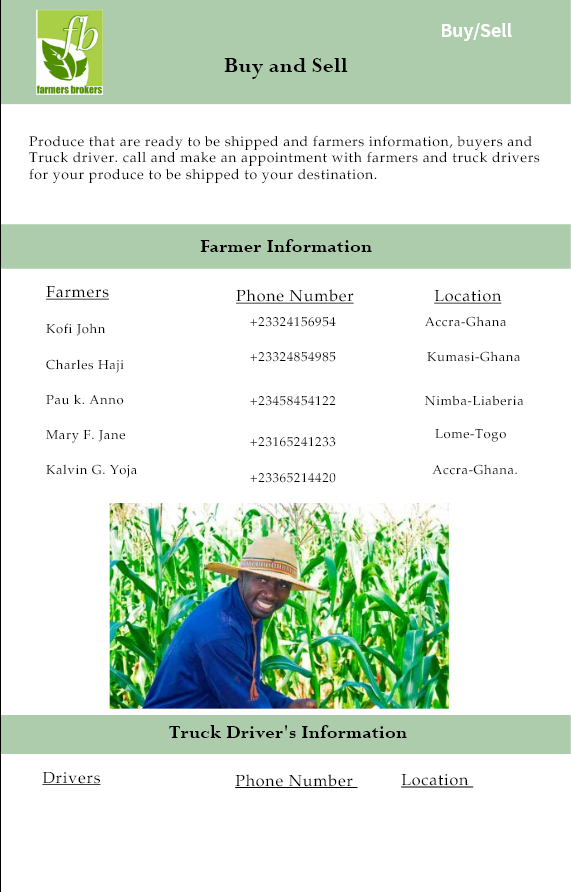 fb
farmers brokers
Buy/Sell
Buy and Sell
Produce that are ready to be shipped and farmers information, buyers and
Truck driver. call and make an appointment with farmers and truck drivers
for your produce to be shipped to your destination.
Farmer Information
Farmers Phone Number Location
Kofi John +23324156954 Accra-Ghana
Charles Haji +23324854985 Kumasi-Ghana
Pau k. Anno +23458454122 Nimba-Liaberia
Mary F. Jane +23165241233 Lome-Togo
Kalvin G. Yoja +23365214420 Accra-Ghana.
Truck Driver's Information
Drivers Phone Number Location